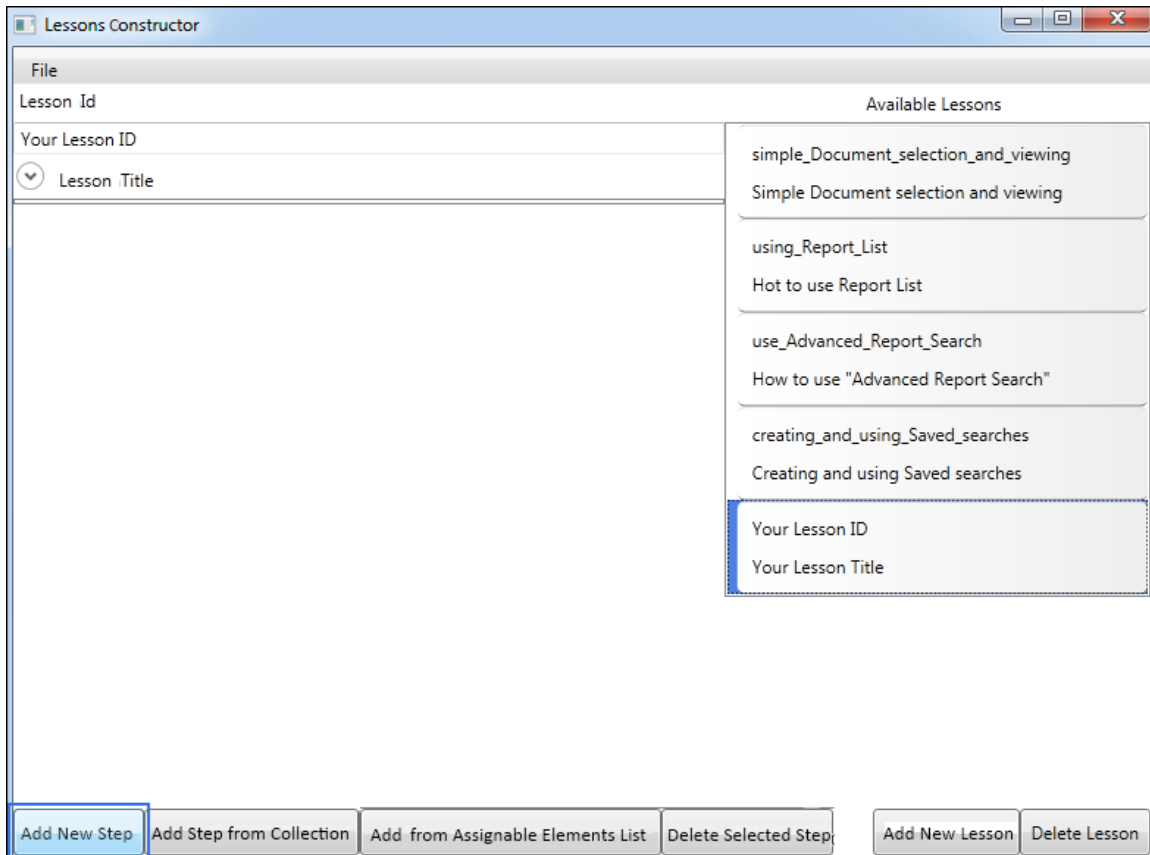 Lessons Constructor
File
Lesson Id
Available Lessons
Your Lesson ID
Lesson Title
simple_Document_selection_and_viewing
Simple Document selection and viewing
using_Report_List
Hot to use Report List
use_Advanced_Report_Search
How to use "Advanced Report Search"
creating_and_using_Saved_searches
Creating and using Saved searches
Your Lesson ID
Your Lesson Title
Add New Step
Add Step from Collection
Add from Assignable Elements List
Delete Selected Step
Add New Lesson
Delete Lesson